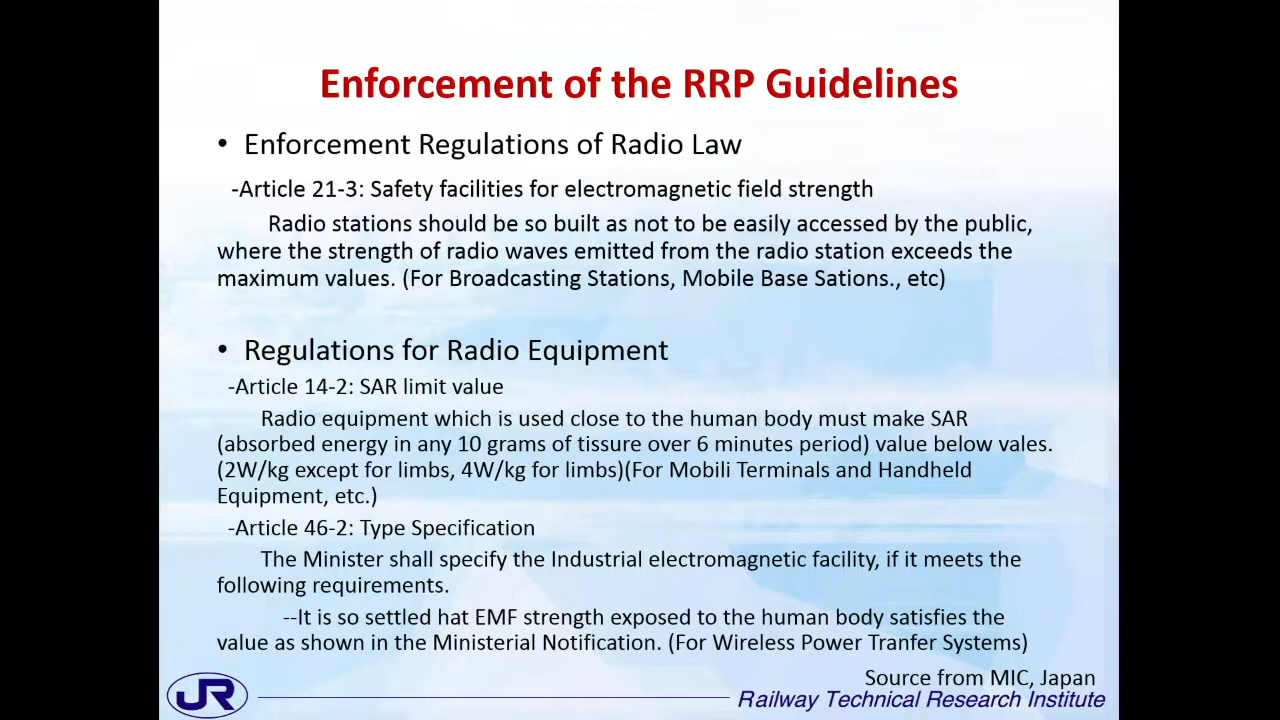 Enforcement of the RRP Guidelines
• Enforcement Regulations of Radio Law
-Article 21-3: Safety facilities for electromagnetic field strength
Radio stations should be so built as not to be easily accessed by the public,
where the strength of radio waves emitted from the radio station exceeds the
maximum values. (For Broadcasting Stations, Mobile Base Sations., etc)
• Regulations for Radio Equipment
-Article 14-2: SAR limit value
Radio equipment which is used close to the human body must make SAR
(absorbed energy in any 10 grams of tissure over 6 minutes period) value below vales.
(2W/kg except for limbs, 4W/kg for limbs)(For Mobili Terminals and Handheld
Equipment, etc.)
-Article 46-2: Type Specification
The Minister shall specify the Industrial electromagnetic facility, if it meets the
following requirements.
--It is so settled hat EMF strength exposed to the human body satisfies the
value as shown in the Ministerial Notification. (For Wireless Power Tranfer Systems)
Source from MIC, Japan
JR
Railway Technical Research Institute